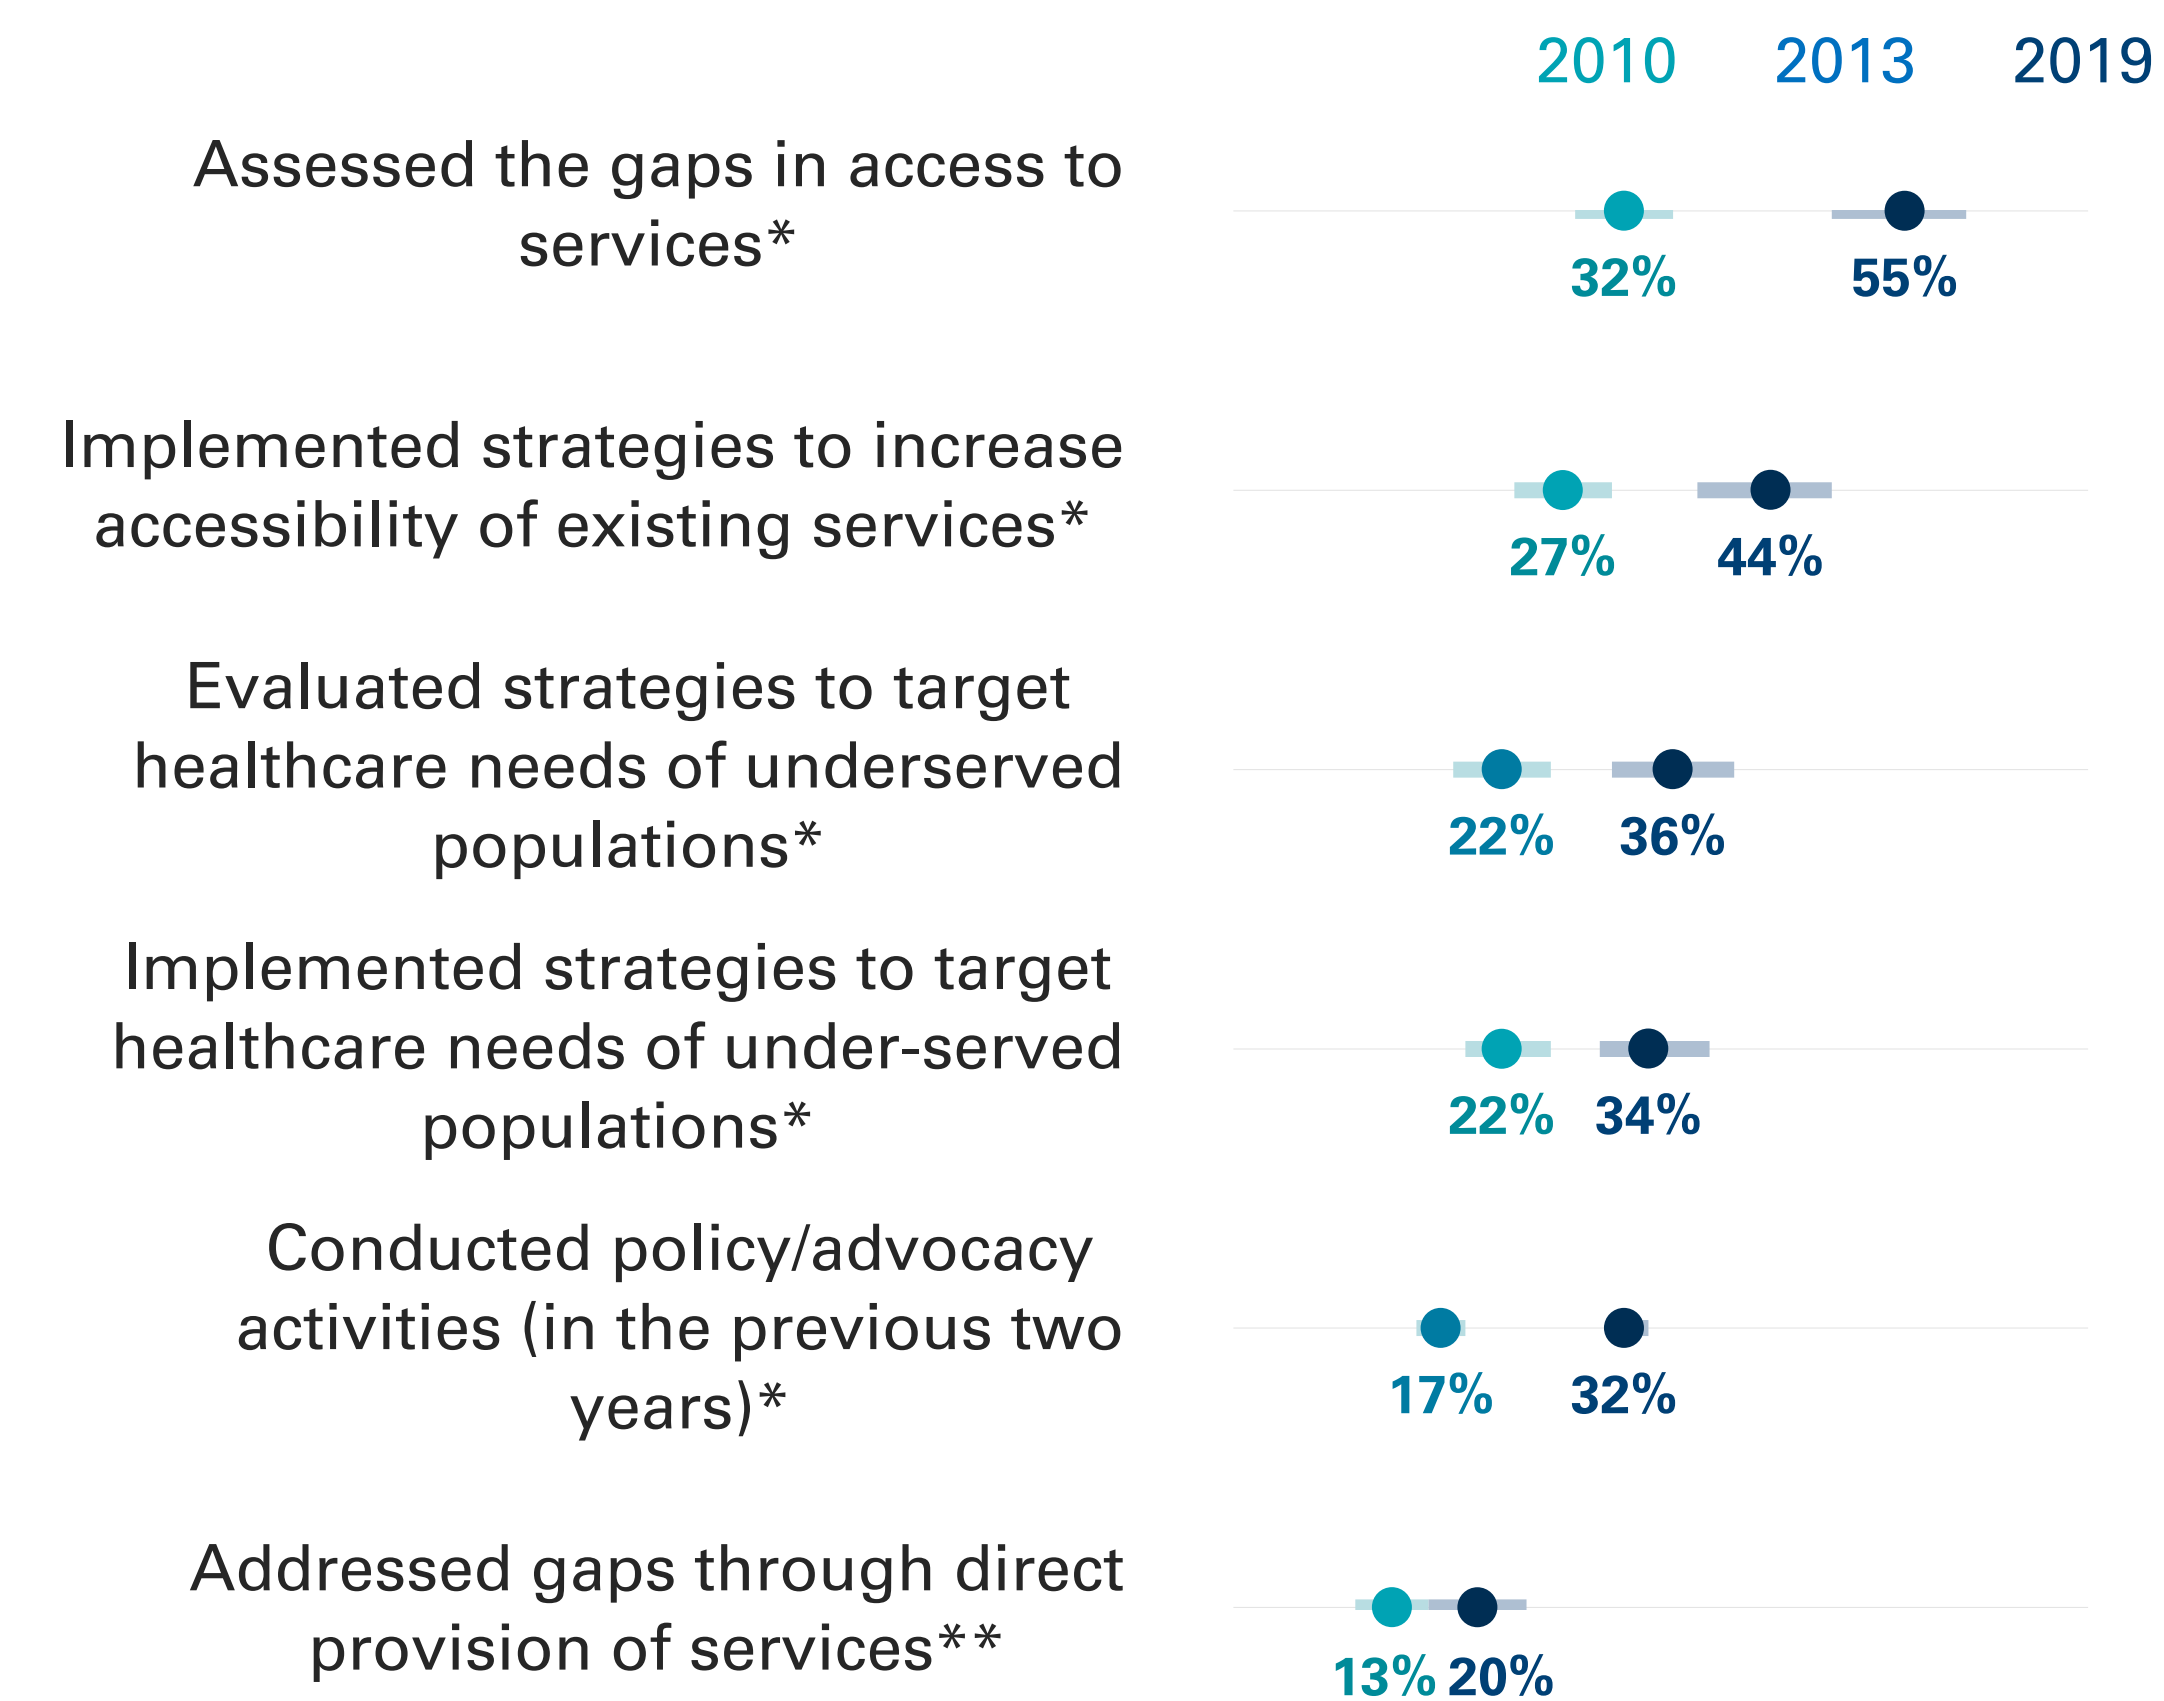 2010 2013 2019
Assessed the gaps in access to
services*
32% 55%
Implemented strategies to increase
accessibility of existing services*
27% 44%
Evaluated strategies to target
healthcare needs of underserved
populations*
22% 36%
Implemented strategies to target
healthcare needs of under-served
populations*
22% 34%
Conducted policy/advocacy
activities (in the previous two
years)*
17% 32%
Addressed gaps through direct
provision of services**
13% 20%